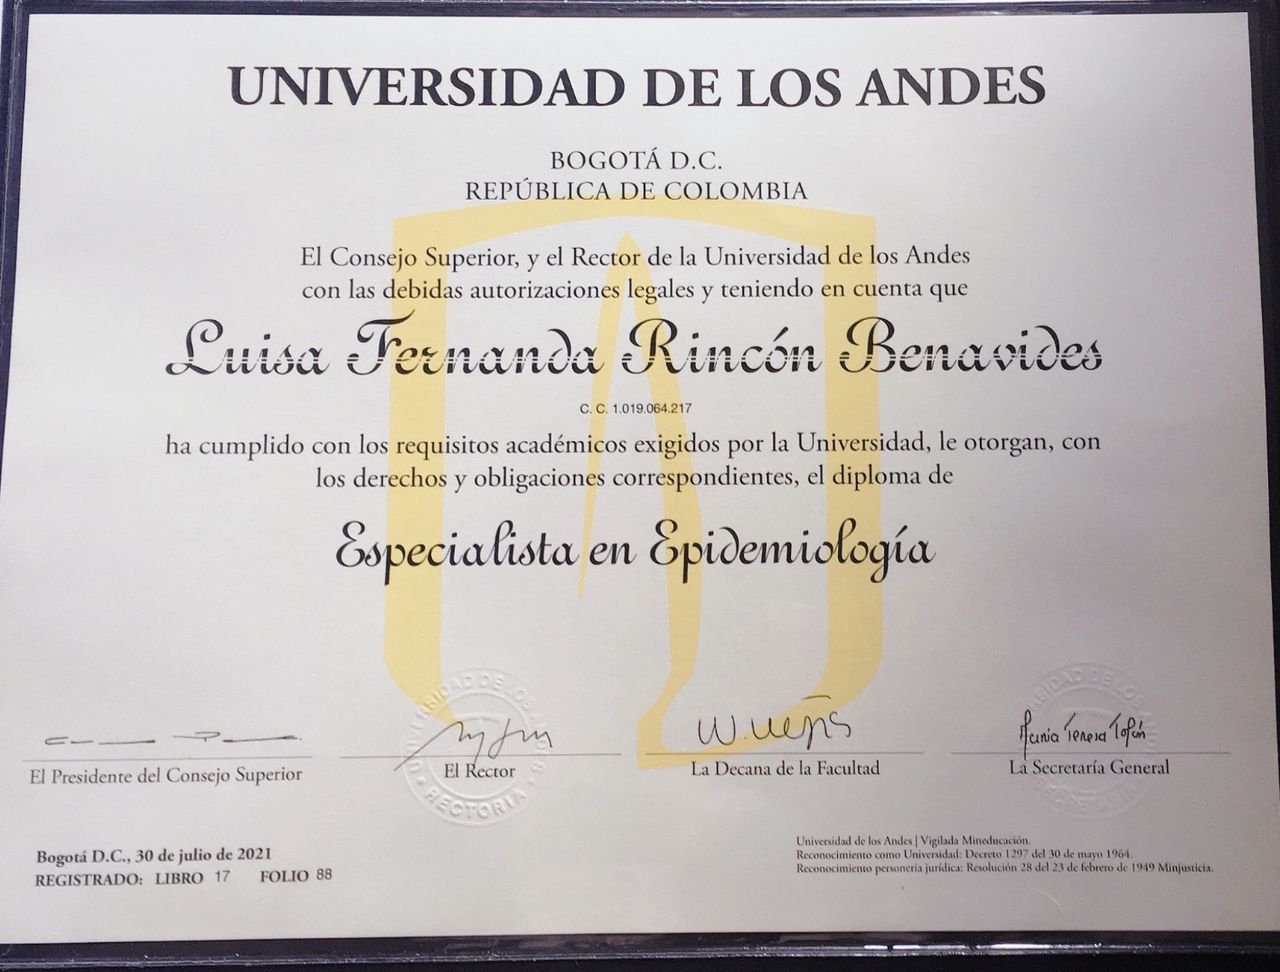 UNIVERSIDAD DE LOS ANDES
BOGOTÁ D.C.
REPÚBLICA DE COLOMBIA
El Consejo Superior, y el Rector de la Universidad de los Andes
con las debidas autorizaciones legales y teniendo en cuenta que
Luisa Fernanda Rincón Benavides
C. C. 1.019.064.217
ha cumplido con los requisitos académicos exigidos por la Universidad, le otorgan, con
los derechos y obligaciones correspondientes, el diploma de
Especialista en Epidemiología
María Teresa Tofén
El Presidente del Consejo Superior
El Rector
RECTORIA
La Decana de la Facultad
La Secretaría General
Bogotá D.C., 30 de julio de 2021
REGISTRADO: LIBRO 17 FOLIO 88
Universidad de los Andes | Vigilada Mineducación.
Reconocimiento como Universidad: Decreto 1297 del 30 de mayo 1964.
Reconocimiento personería jurídica: Resolución 28 del 23 de febrero de 1949 Minjusticia.